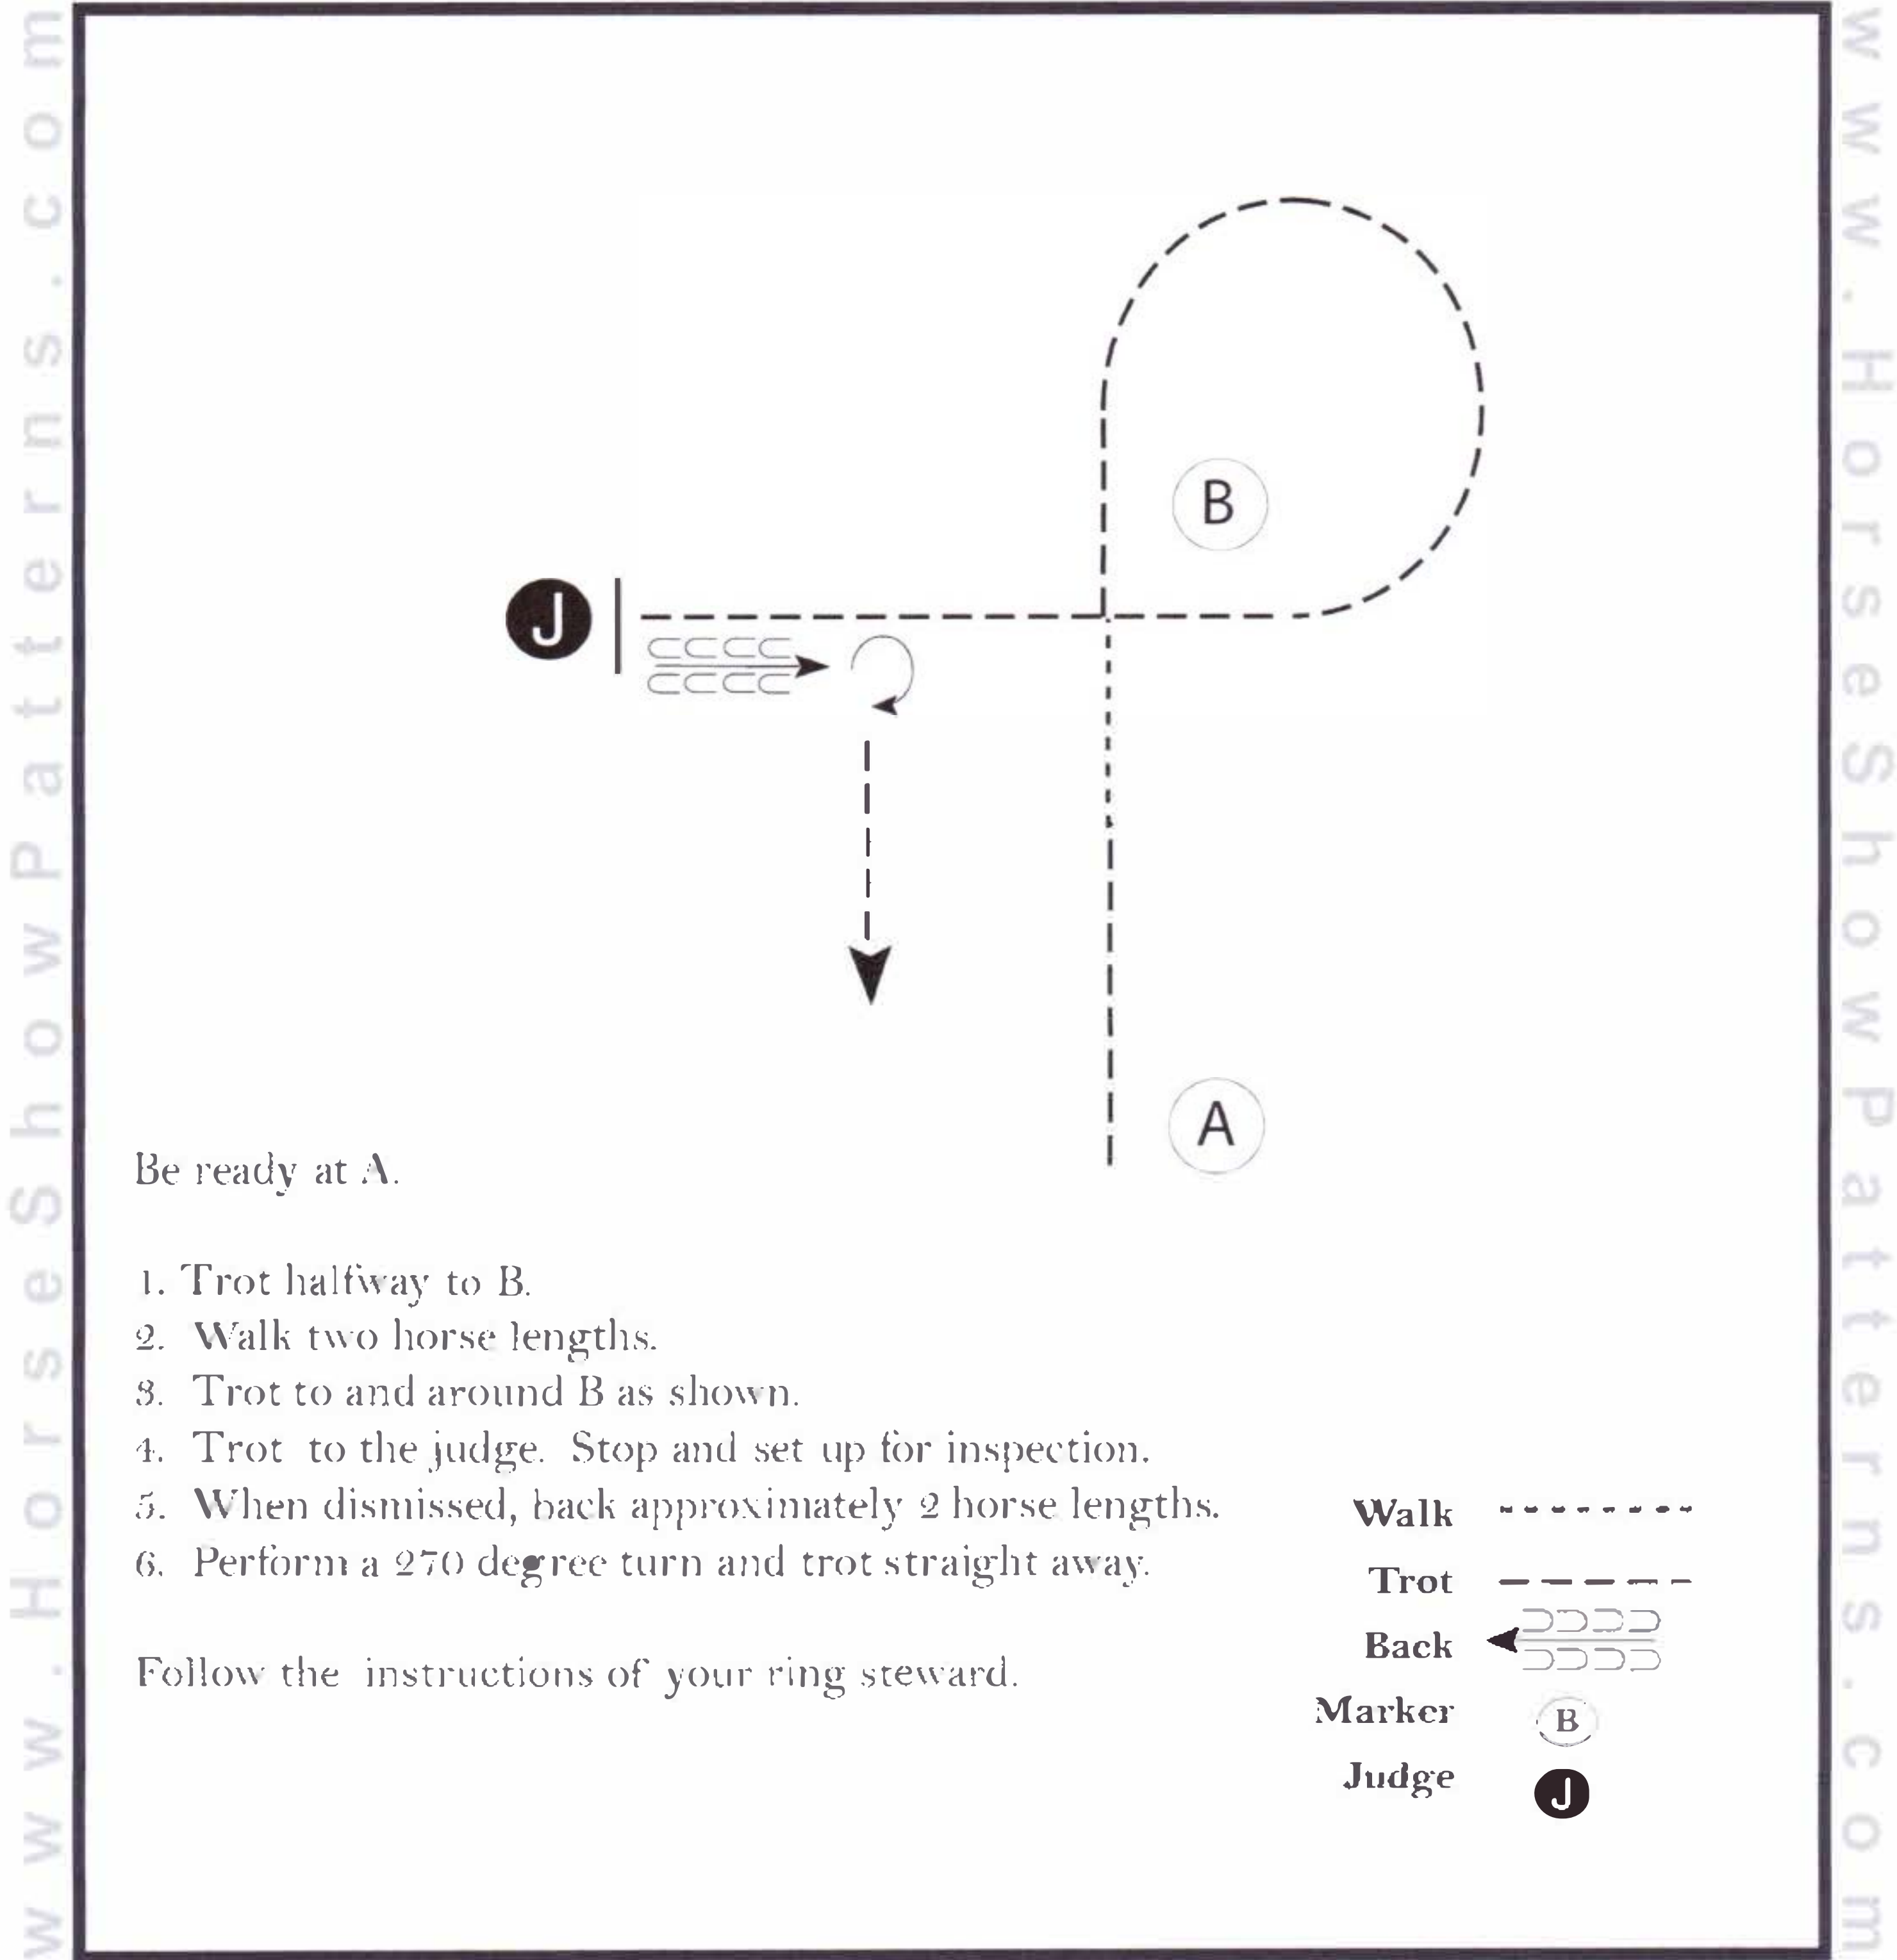 www.HorseShowPatterns.com
www.HorseShowPatterns.com
B
J
A
Be ready at A.
1. Trot halfway to B.
2. Walk two horse lengths.
3. Trot to and around B as shown.
4. Trot to the judge. Stop and set up for inspection.
5. When dismissed, back approximately 2 horse lengths.
6. Perform a 270 degree turn and trot straight away.
Follow the instructions of your ring steward.
Walk
Trot
Back
Marker B
Judge J